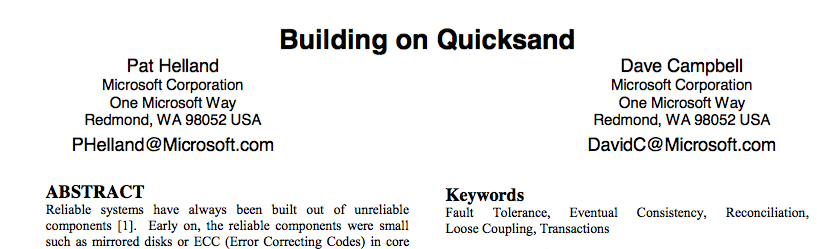 Building on Quicksand
Pat Helland
Microsoft Corporation
One Microsoft Way
Redmond, WA 98052 USA
PHelland@Microsoft.com
Dave Campbell
Microsoft Corporation
One Microsoft Way
Redmond, WA 98052 USA
DavidC@Microsoft.com
ABSTRACT
Reliable systems have always been built out of unreliable
components [1]. Early on, the reliable components were small
such as mirrored disks or ECC (Error Correcting Codes) in core
Keywords
Fault Tolerance, Eventual Consistency, Reconciliation,
Loose Coupling, Transactions